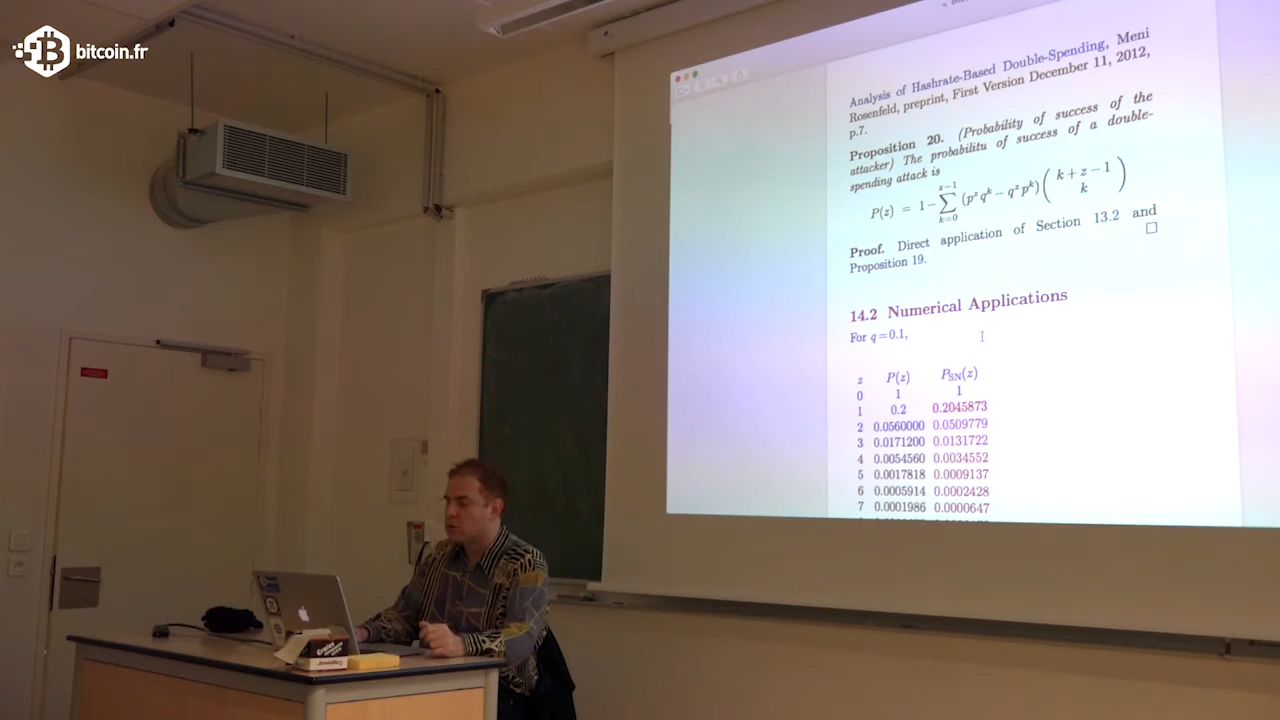 bitcoin.fr
Analysis of Hashrate-Based Double-Spending, Meni
Rosenfeld, preprint, First Version December 11, 2012,
p.7.
Proposition 20. (Probability of success of the
attacker) The probabilitu of success of a double-
spending attack is
P(z) = 1 − ∑_{k=0}^{z−1} (p^z q^k − q^z p^k) ( k + z − 1 / k )
Proof. Direct application of Section 13.2 and
Proposition 19. □
14.2 Numerical Applications
For q = 0.1,
z P(z) P_SN(z)
0 1 1
1 0.2 0.2045873
2 0.0560000 0.0509779
3 0.0171200 0.0131722
4 0.0054560 0.0034552
5 0.0017818 0.0009137
6 0.0005914 0.0002428
7 0.0001986 0.0000647